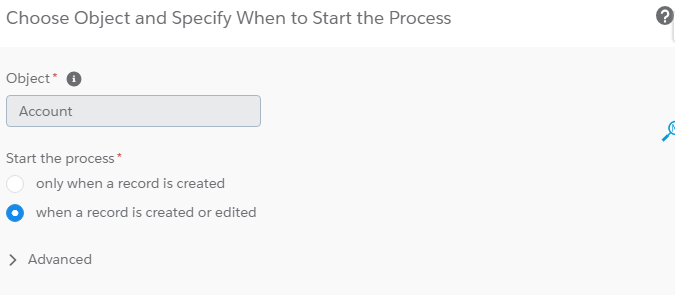 Choose Object and Specify When to Start the Process
Object*
Account
Start the process*
only when a record is created
when a record is created or edited
Advanced